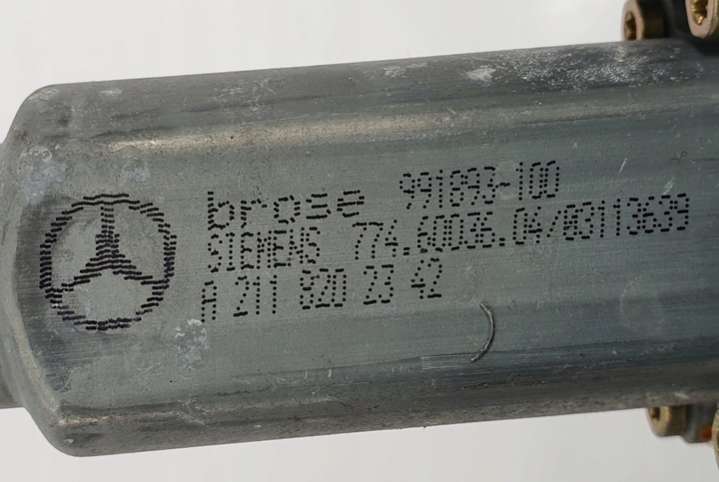 brose 991893-100
SIEMENS 774.60036.04/03113639
A 211 820 23 42